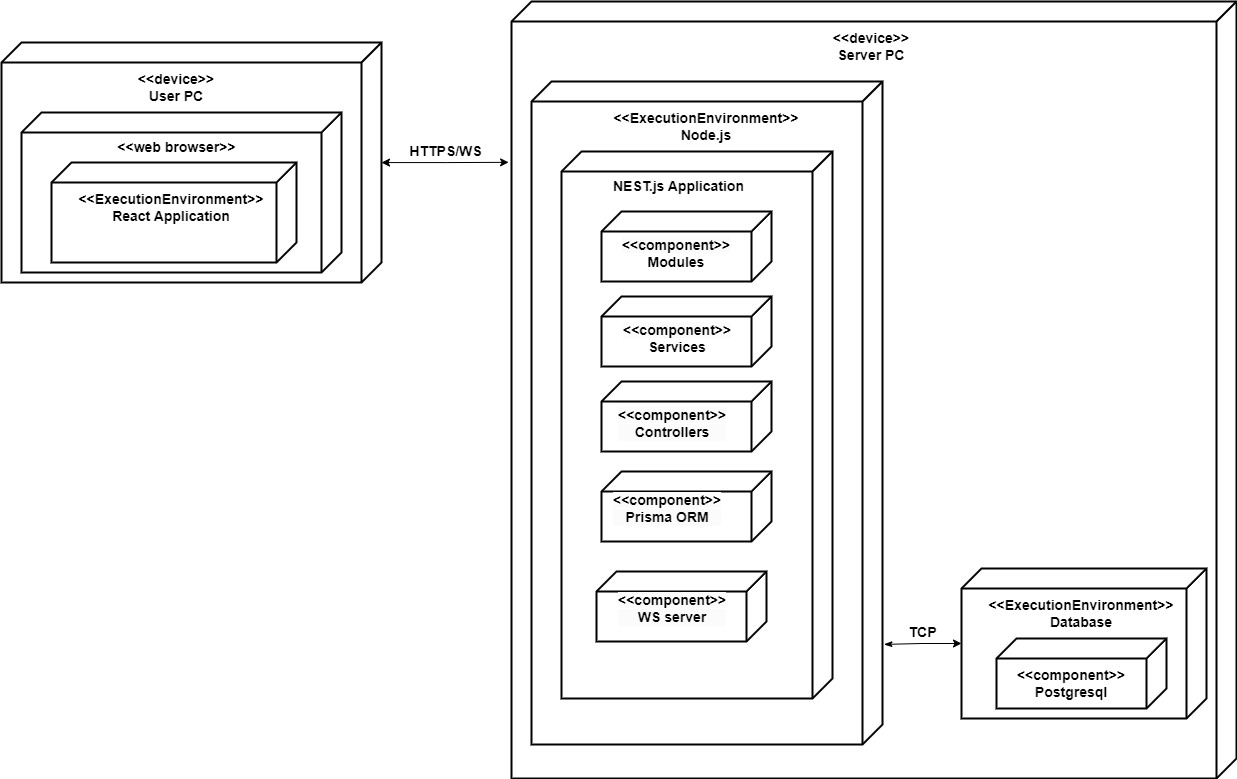 <<device>>
User PC
<<web browser>>
<<ExecutionEnvironment>>
React Application
HTTPS/WS
<<device>>
Server PC
<<ExecutionEnvironment>>
Node.js
NEST.js Application
<<component>>
Modules
<<component>>
Services
<<component>>
Controllers
<<component>>
Prisma ORM
<<component>>
WS server
TCP
<<ExecutionEnvironment>>
Database
<<component>>
Postgresql